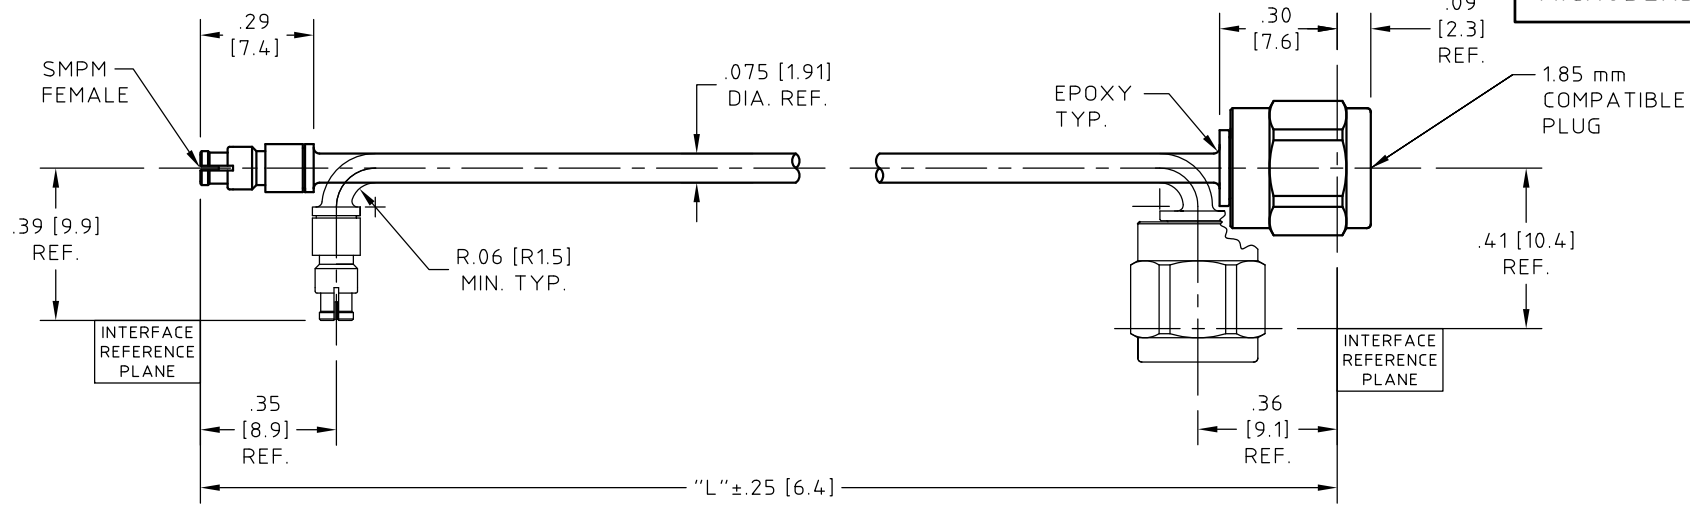 .29
[7.4]
SMPM
FEMALE
.075 [1.91]
DIA. REF.
EPOXY
TYP.
.30
[7.6]
.09
[2.3]
REF.
1.85 mm
COMPATIBLE
PLUG
.39 [9.9]
REF.
R.06 [R1.5]
MIN. TYP.
.41 [10.4]
REF.
INTERFACE
REFERENCE
PLANE
INTERFACE
REFERENCE
PLANE
.35
[8.9]
REF.
.36
[9.1]
REF.
"L"±.25 [6.4]